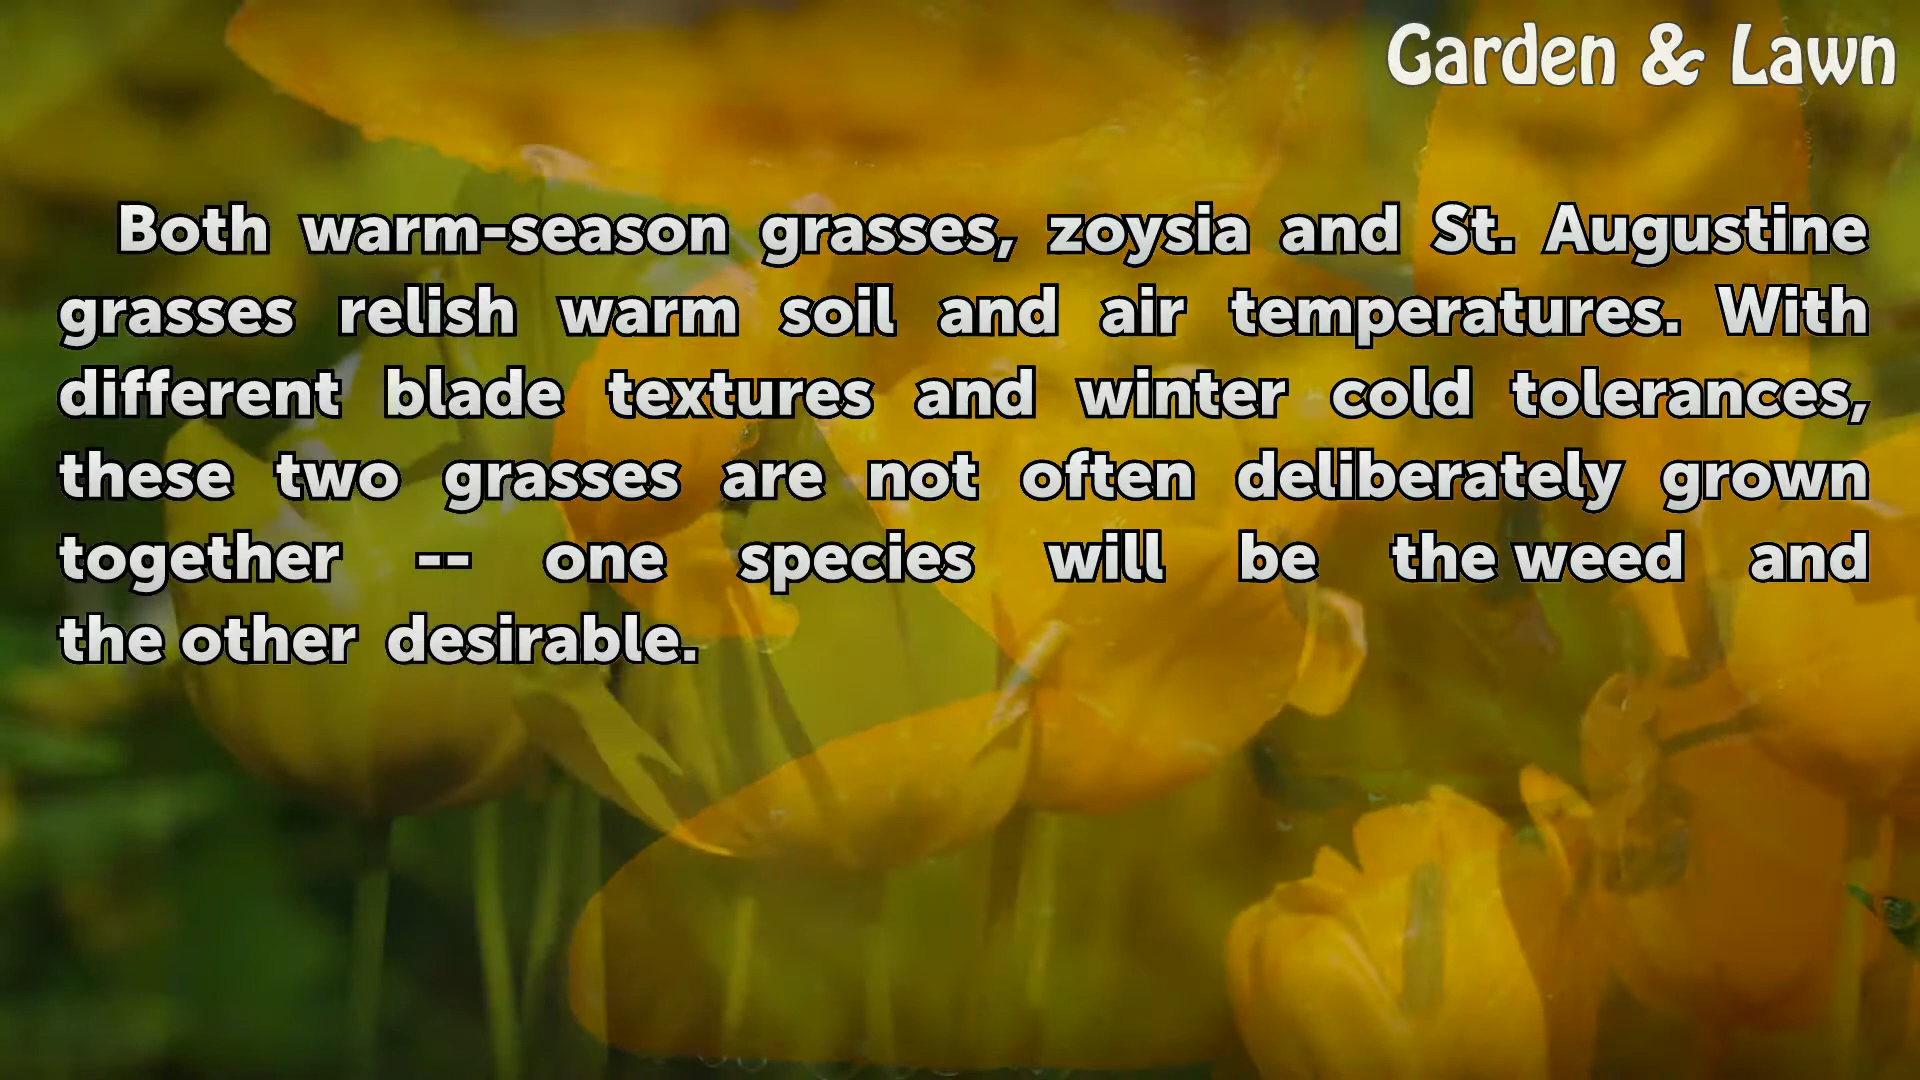 Garden & Lawn
Both warm-season grasses, zoysia and St. Augustine
grasses relish warm soil and air temperatures. With
different blade textures and winter cold tolerances,
these two grasses are not often deliberately grown
together -- one species will be the weed and
the other desirable.